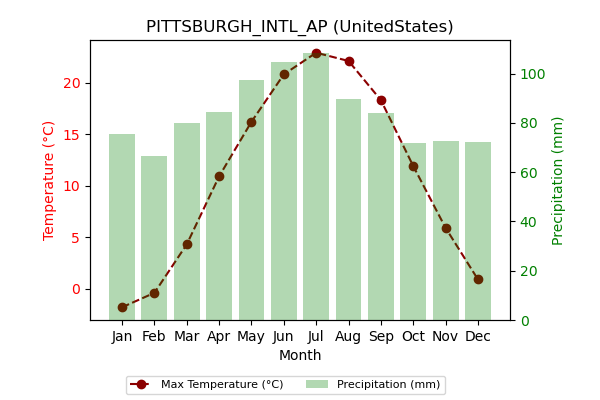 PITTSBURGH_INTL_AP (UnitedStates)
Temperature (°C)
20
15
10
5
0
100
80
60
40
20
0
Precipitation (mm)
Jan Feb Mar Apr May Jun Jul Aug Sep Oct Nov Dec
Month
Max Temperature (°C) Precipitation (mm)